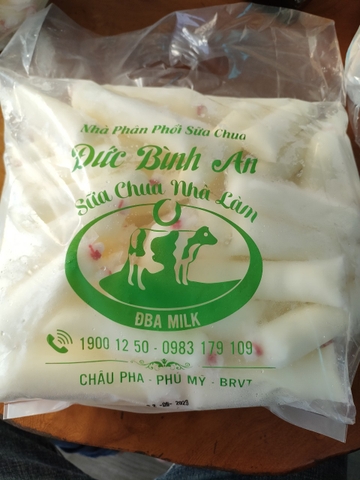 Nhà Phân Phối Sữa Chua
Đức Bình An
Sữa Chua Nhà Làm
ĐBA MILK
1900 12 50 - 0983 179 109
CHÂU PHA - PHÚ MỸ - BRVT